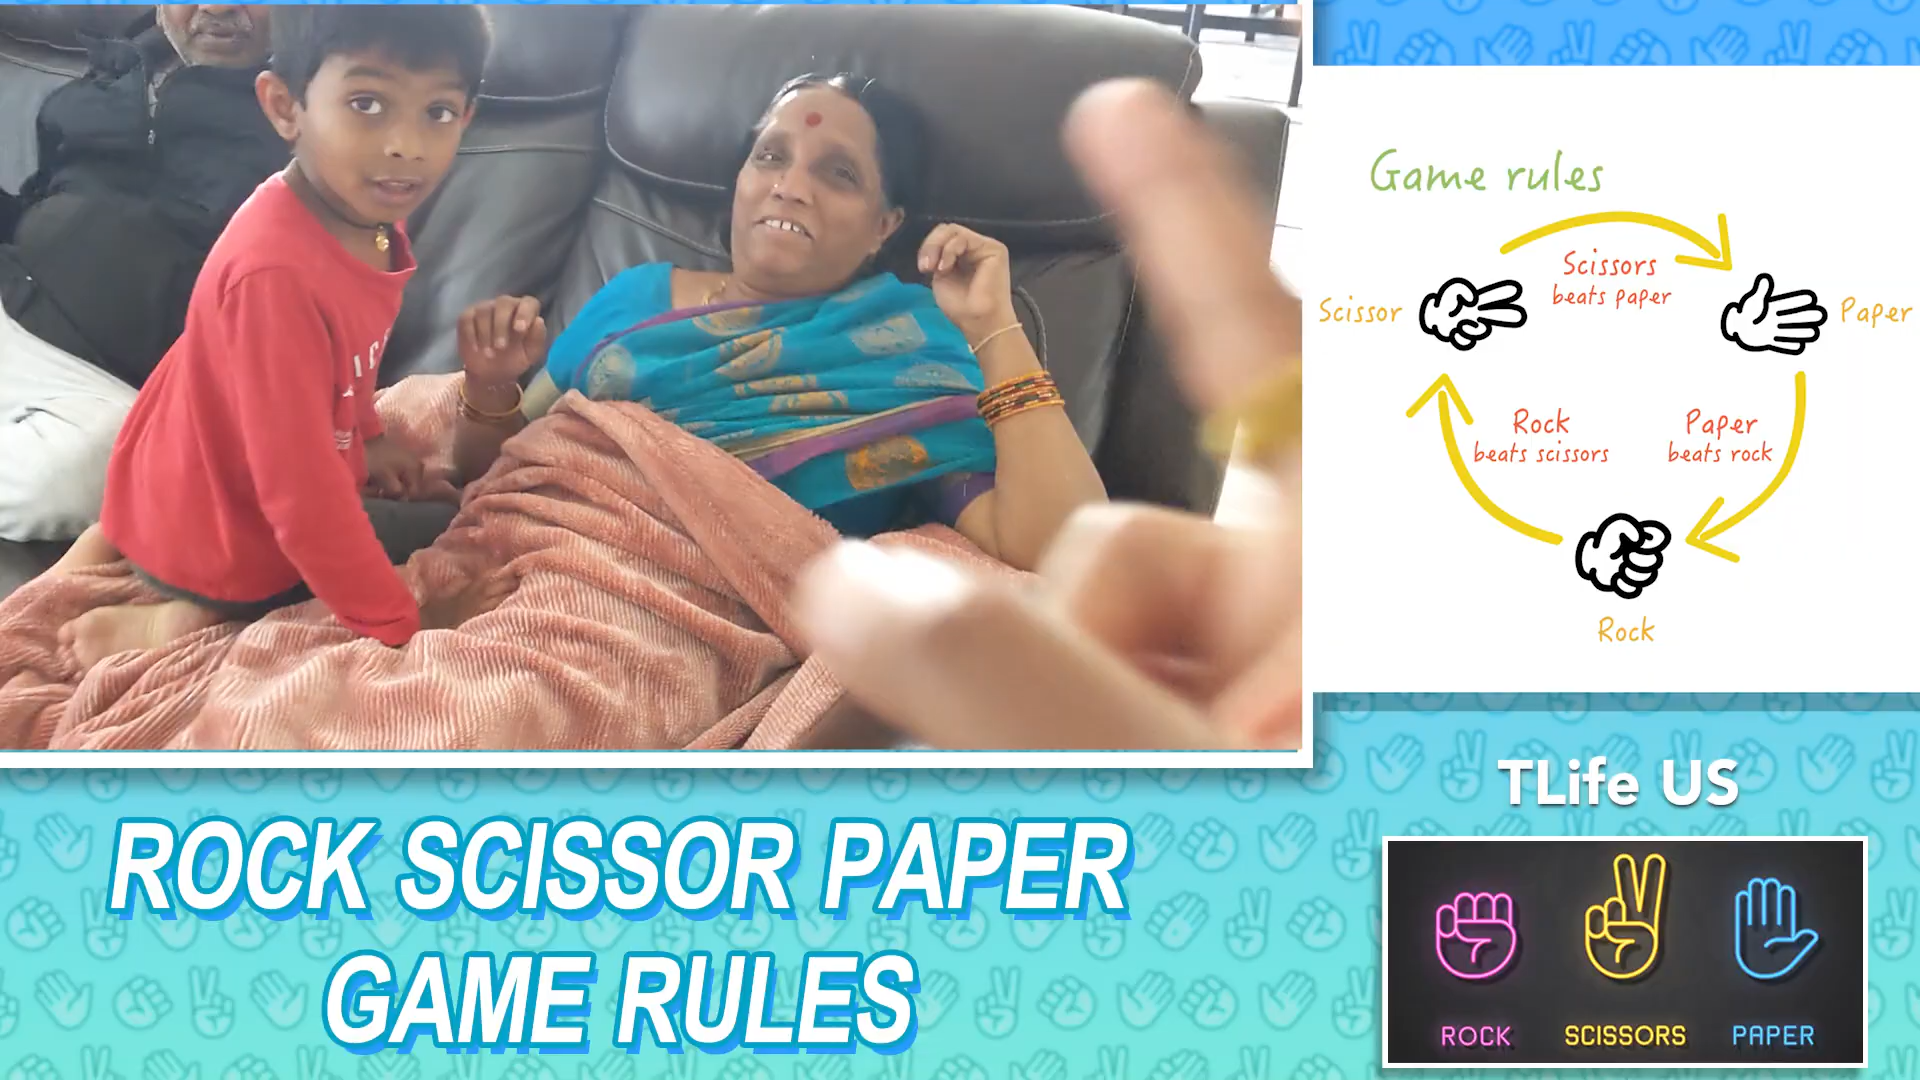 Game rules
Scissors
beats paper
Scissor
Paper
Rock
beats scissors
Paper
beats rock
Rock
TLife US
ROCK SCISSOR PAPER
GAME RULES
ROCK SCISSORS PAPER